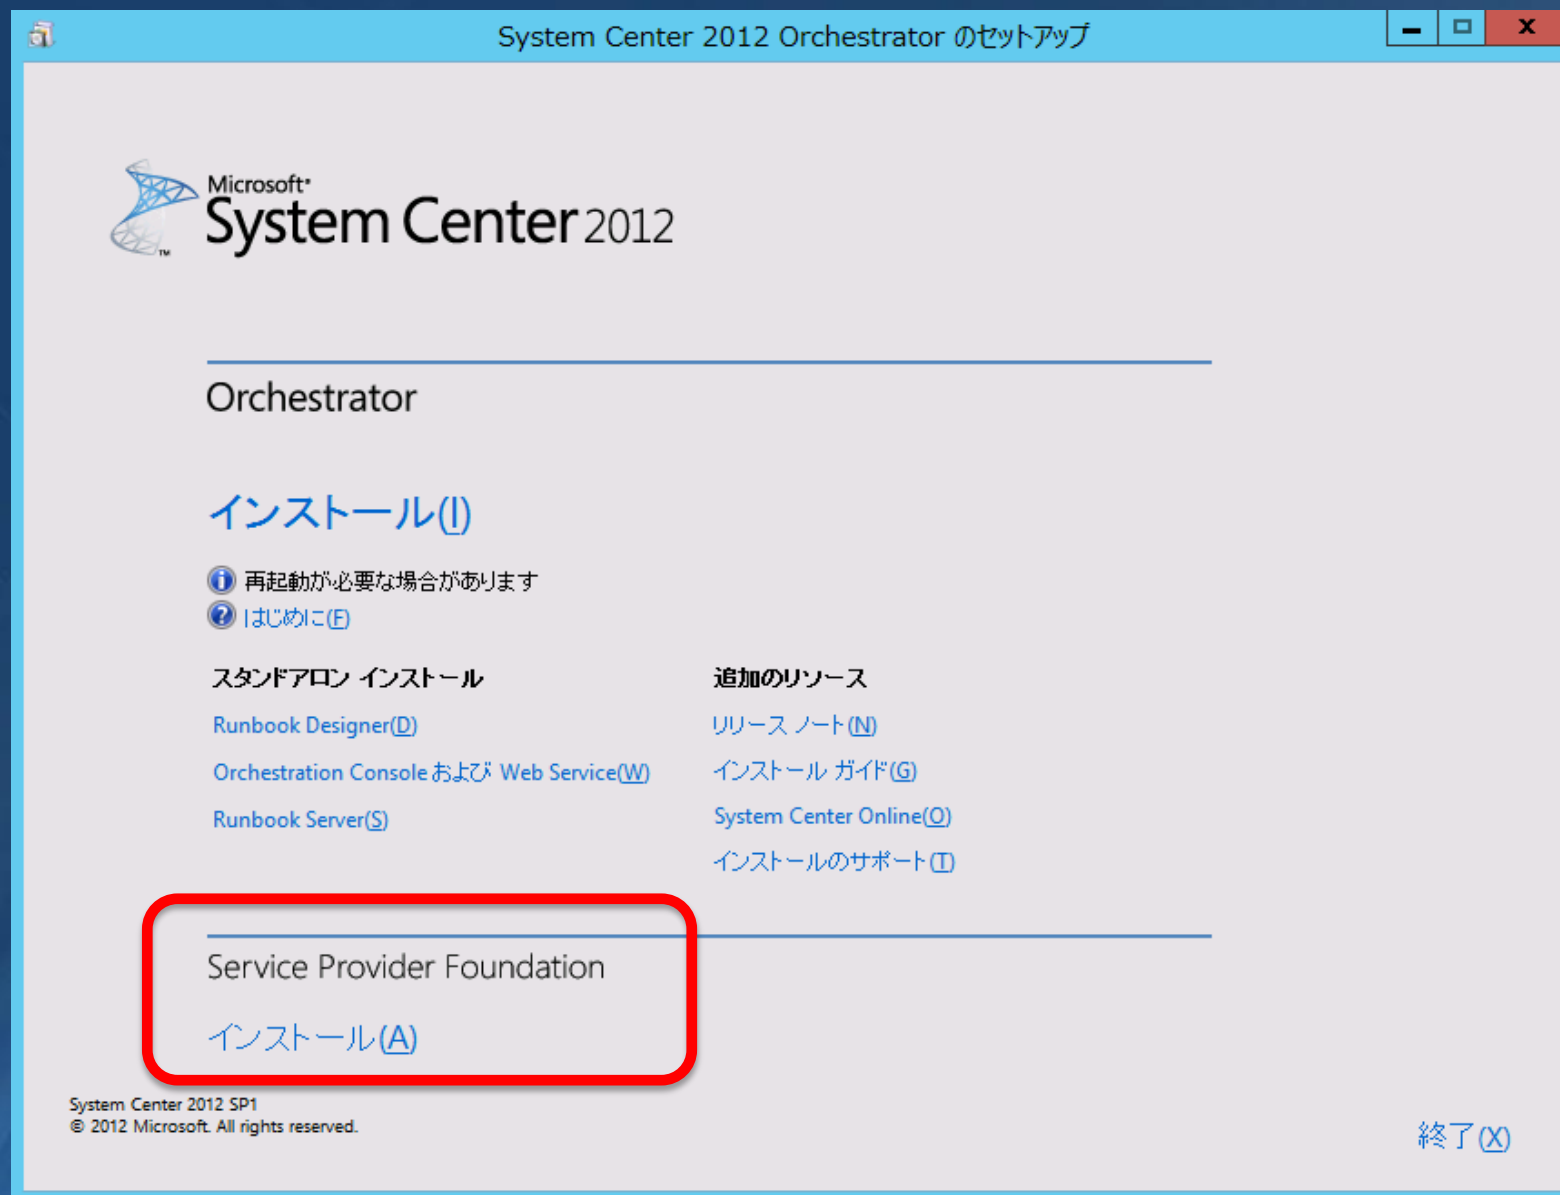 System Center 2012 Orchestrator のセットアップ
Microsoft
System Center 2012
TM
Orchestrator
インストール(I)
再起動が必要な場合があります
はじめに(F)
スタンドアロン インストール
Runbook Designer(D)
Orchestration Console および Web Service(W)
Runbook Server(S)
追加のリソース
リリース ノート(N)
インストール ガイド(G)
System Center Online(O)
インストールのサポート(T)
Service Provider Foundation
インストール(A)
System Center 2012 SP1
© 2012 Microsoft. All rights reserved.
終了(X)